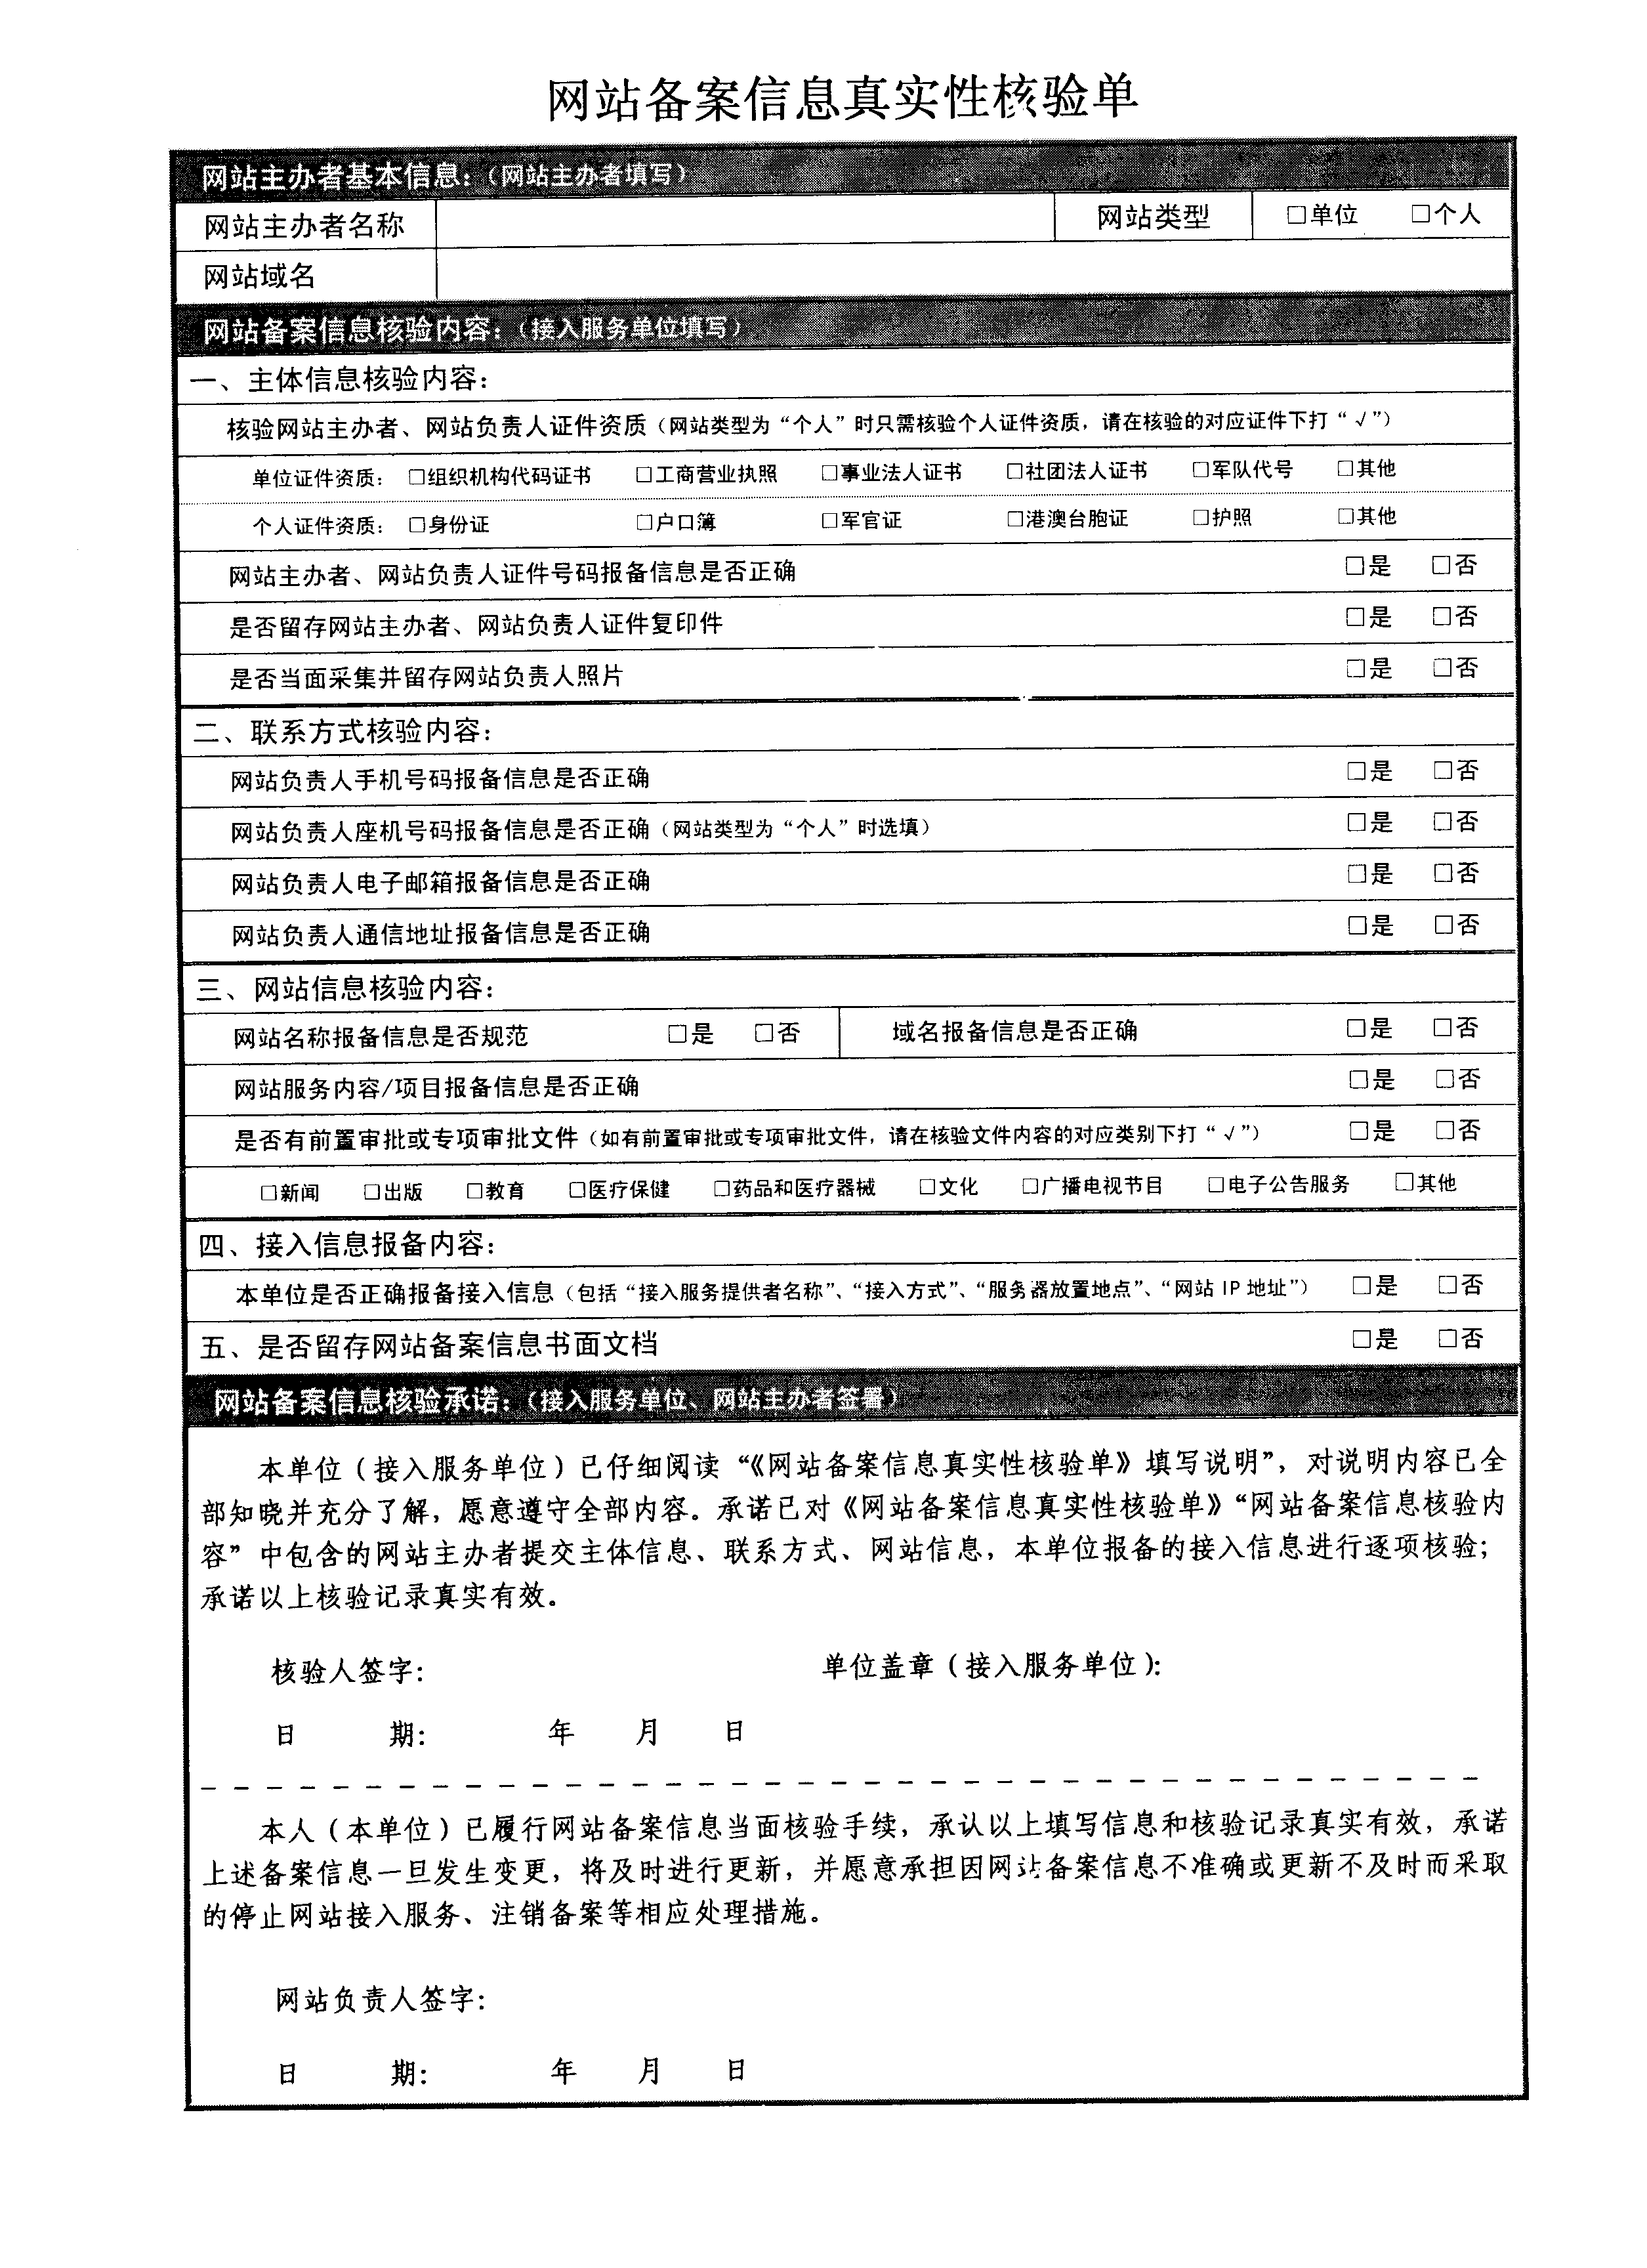 网站备案信息真实性核验单
网站主办者基本信息：（网站主办者填写）
网站主办者名称 网站类型 □单位 □个人
网站域名
网站备案信息核验内容：（接入服务单位填写）
一、主体信息核验内容：
核验网站主办者、网站负责人证件资质（网站类型为“个人”时只需核验个人证件资质，请在核验的对应证件下打“√”）
单位证件资质： □组织机构代码证书 □工商营业执照 □事业法人证书 □社团法人证书 □军队代号 □其他
个人证件资质： □身份证 □户口簿 □军官证 □港澳台胞证 □护照 □其他
网站主办者、网站负责人证件号码报备信息是否正确 □是 □否
是否留存网站主办者、网站负责人证件复印件 □是 □否
是否当面采集并留存网站负责人照片 □是 □否
二、联系方式核验内容：
网站负责人手机号码报备信息是否正确 □是 □否
网站负责人座机号码报备信息是否正确（网站类型为“个人”时选填） □是 □否
网站负责人电子邮箱报备信息是否正确 □是 □否
网站负责人通信地址报备信息是否正确 □是 □否
三、网站信息核验内容：
网站名称报备信息是否规范 □是 □否 域名报备信息是否正确 □是 □否
网站服务内容/项目报备信息是否正确 □是 □否
是否有前置审批或专项审批文件（如有前置审批或专项审批文件，请在核验文件内容的对应类别下打“√”） □是 □否
□新闻 □出版 □教育 □医疗保健 □药品和医疗器械 □文化 □广播电视节目 □电子公告服务 □其他
四、接入信息报备内容：
本单位是否正确报备接入信息（包括“接入服务提供者名称”、“接入方式”、“服务器放置地点”、“网站 IP 地址”） □是 □否
五、是否留存网站备案信息书面文档 □是 □否
网站备案信息核验承诺：（接入服务单位、网站主办者签署）
本单位（接入服务单位）已仔细阅读“《网站备案信息真实性核验单》填写说明”，对说明内容已全
部知晓并充分了解，愿意遵守全部内容。承诺已对《网站备案信息真实性核验单》“网站备案信息核验内
容”中包含的网站主办者提交主体信息、联系方式、网站信息，本单位报备的接入信息进行逐项核验；
承诺以上核验记录真实有效。
核验人签字： 单位盖章（接入服务单位）：
日 期： 年 月 日
本人（本单位）已履行网站备案信息当面核验手续，承认以上填写信息和核验记录真实有效，承诺
上述备案信息一旦发生变更，将及时进行更新，并愿意承担因网站备案信息不准确或更新不及时而采取
的停止网站接入服务、注销备案等相应处理措施。
网站负责人签字：
日 期： 年 月 日